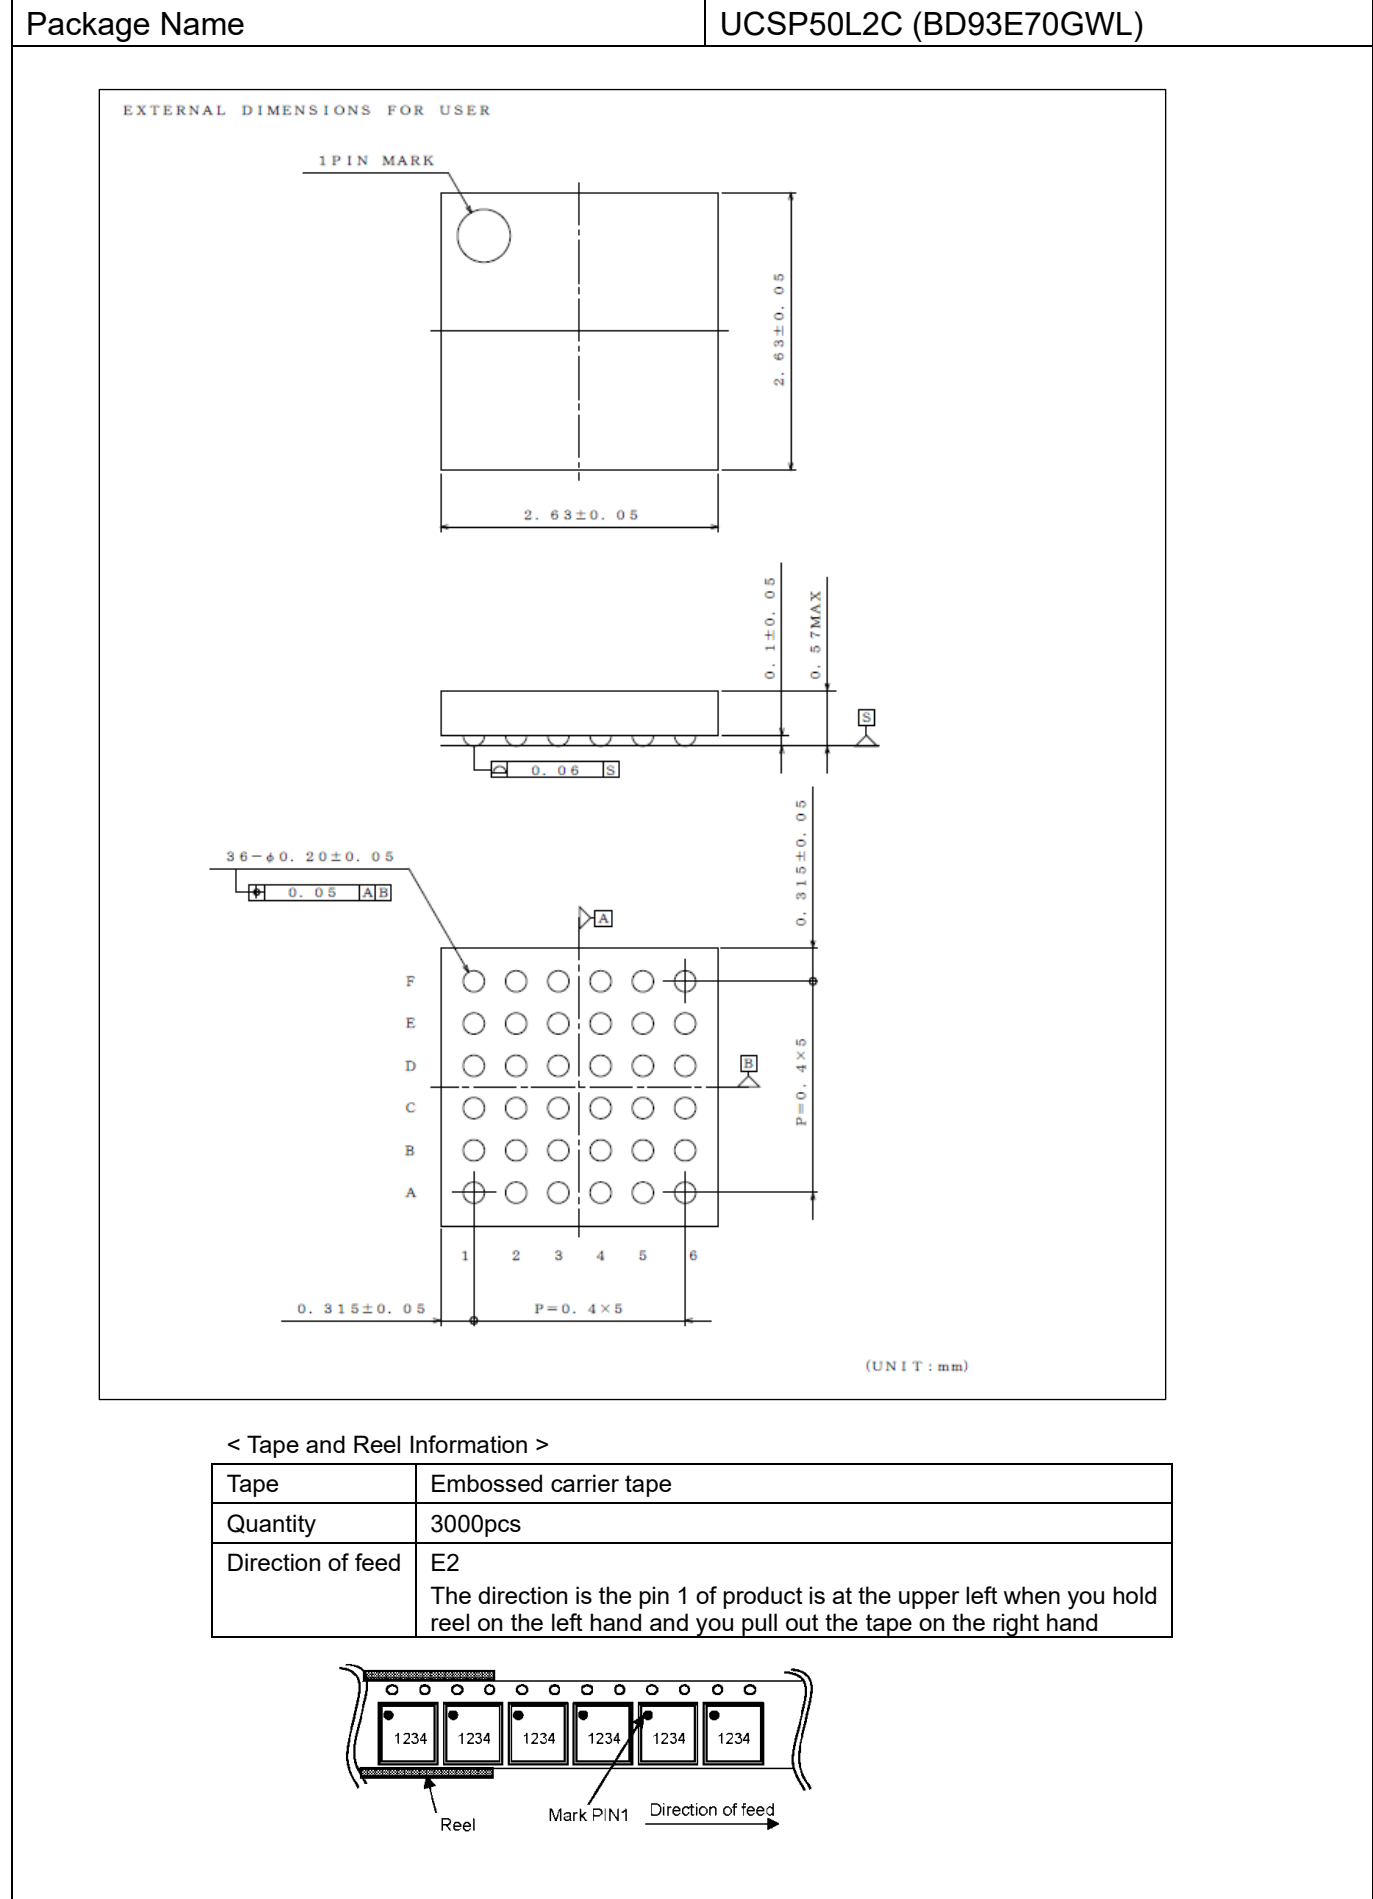 Package Name
UCSP50L2C (BD93E70GWL)
EXTERNAL DIMENSIONS FOR USER
1PIN MARK
2.63±0.05
2.63±0.05
0.1±0.05
0.57MAX
S
0.06 S
36-φ0.20±0.05
0.05 A B
0.315±0.05
A
F
E
D
B
P=0.4×5
C
B
A
1 2 3 4 5 6
0.315±0.05
P=0.4×5
(UNIT:mm)
< Tape and Reel Information >
Tape
Embossed carrier tape
Quantity
3000pcs
Direction of feed
E2
The direction is the pin 1 of product is at the upper left when you hold
reel on the left hand and you pull out the tape on the right hand
1234 1234 1234 1234 1234 1234
Reel
Mark PIN1
Direction of feed